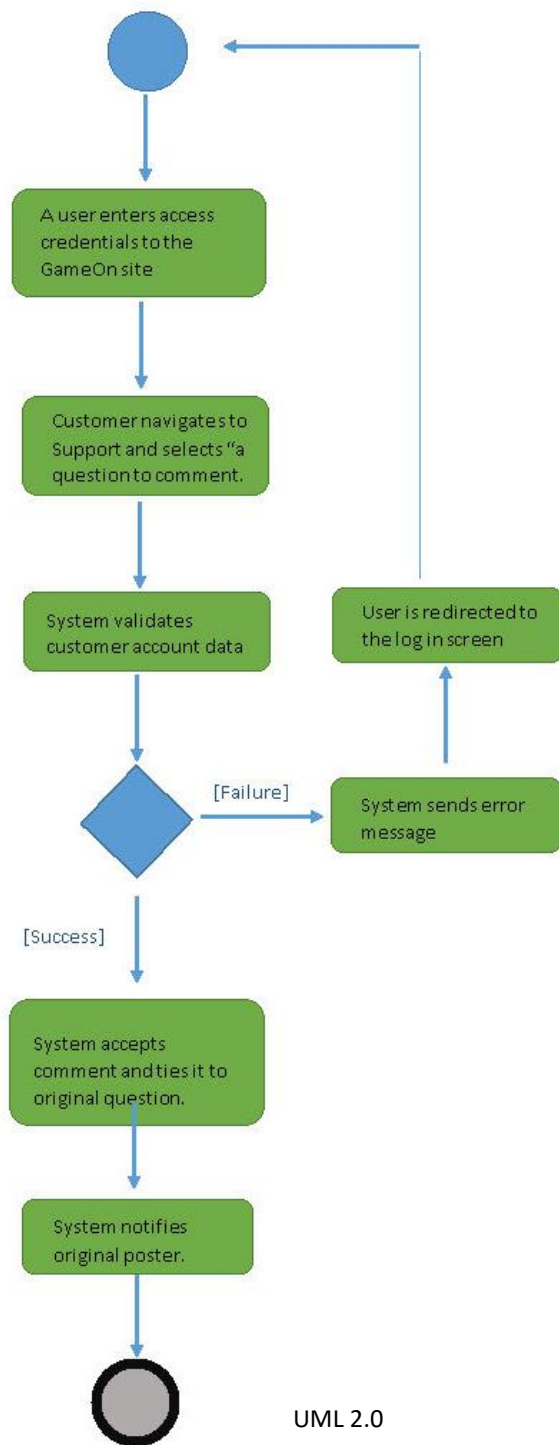 A user enters access
credentials to the
GameOn site
Customer navigates to
Support and selects “a
question to comment.
System validates
customer account data
User is redirected to
the log in screen
[Failure]
System sends error
message
[Success]
System accepts
comment and ties it to
original question.
System notifies
original poster.
UML 2.0